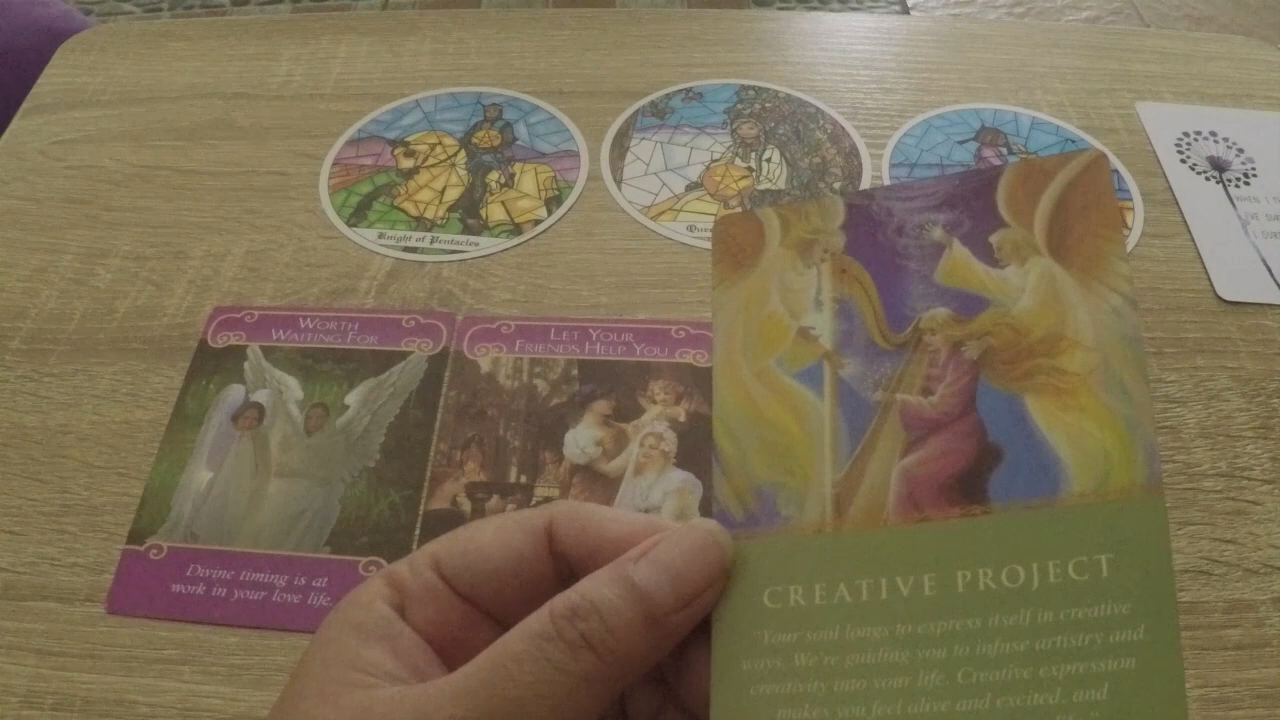 Knight of Pentacles
WHEN I
WORTH
WAITING FOR
Divine timing is at
work in your love life.
LET YOUR
FRIENDS HELP YOU
CREATIVE PROJECT
"Your soul longs to express itself in creative
ways. We're guiding you to infuse artistry and
creativity into your life. Creative expression
makes you feel alive and excited, and